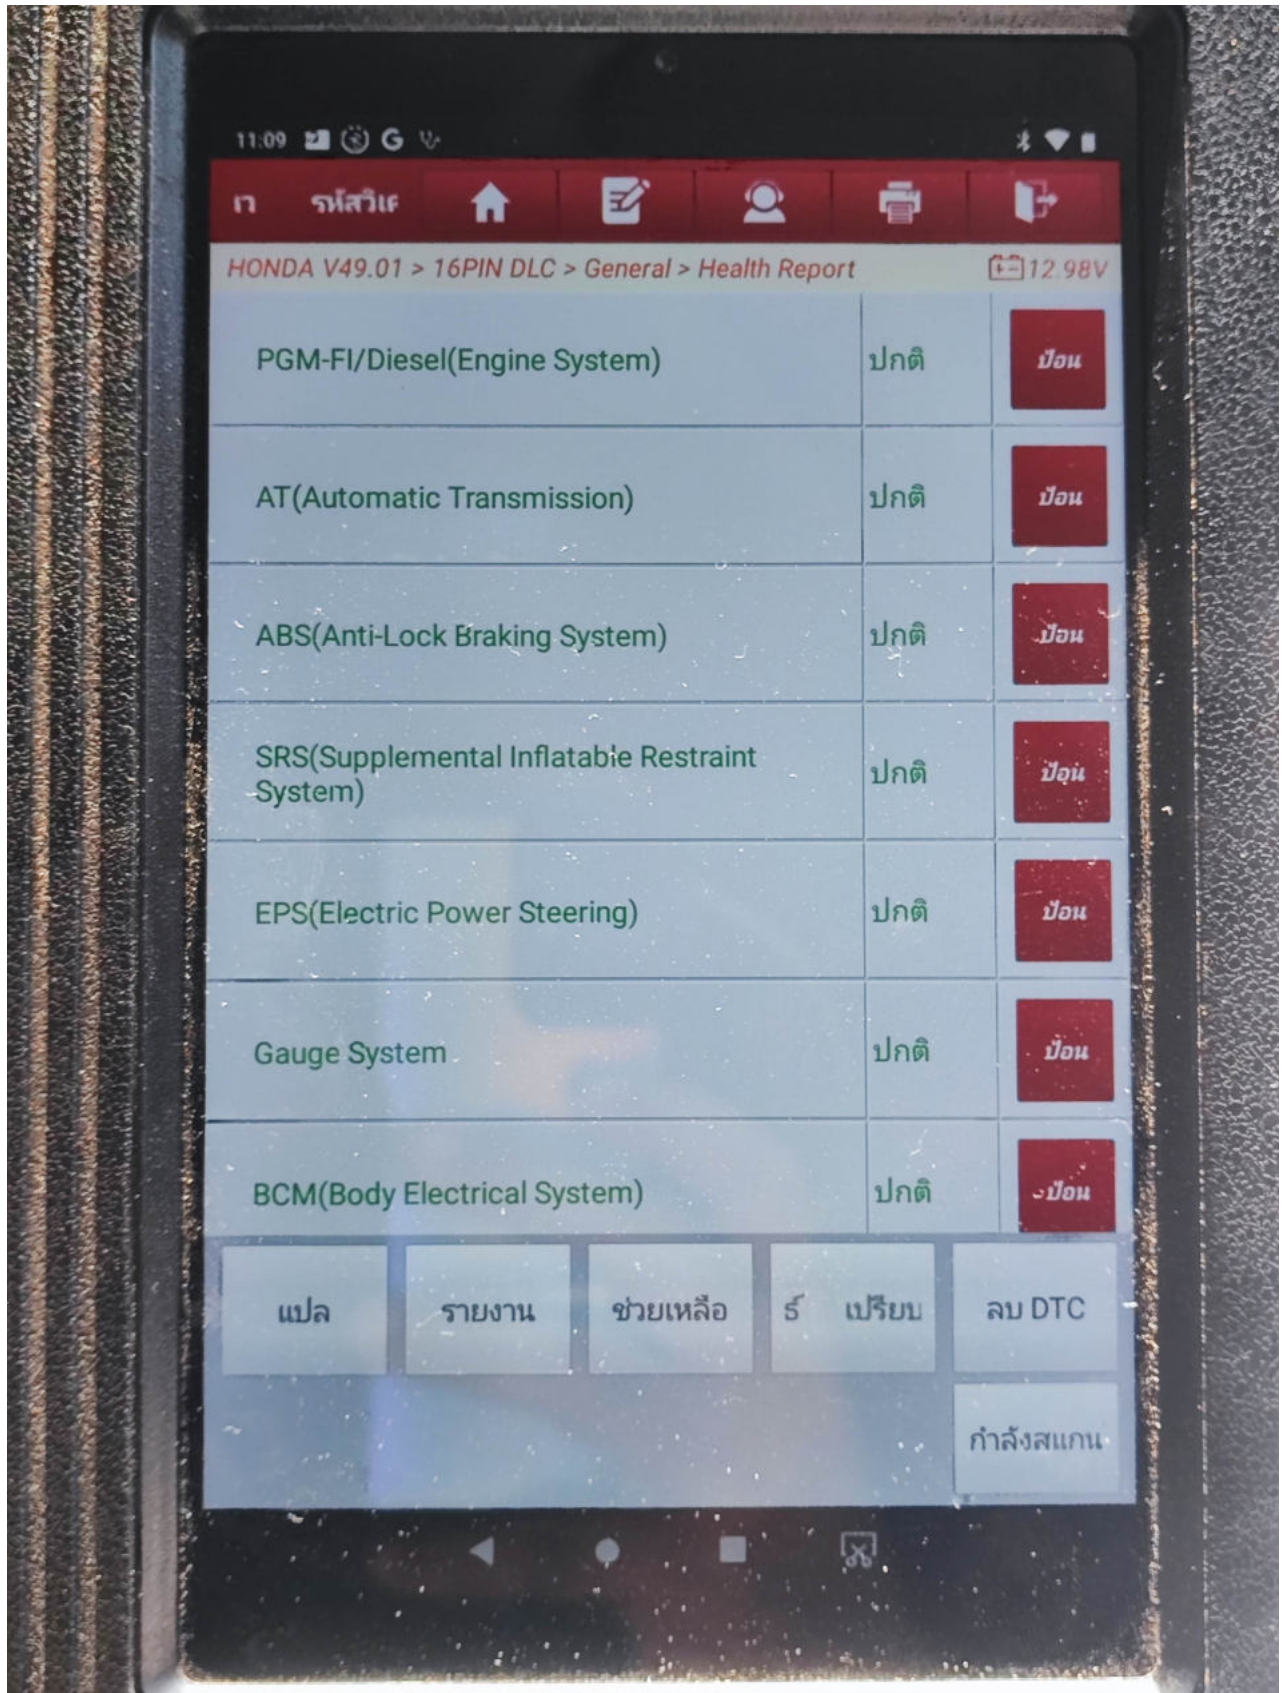 11:09
รหัสวิเ
HONDA V49.01 > 16PIN DLC > General > Health Report 12.98V
PGM-FI/Diesel(Engine System) ปกติ ป้อน
AT(Automatic Transmission) ปกติ ป้อน
ABS(Anti-Lock Braking System) ปกติ ป้อน
SRS(Supplemental Inflatable Restraint
System) ปกติ ป้อน
EPS(Electric Power Steering) ปกติ ป้อน
Gauge System ปกติ ป้อน
BCM(Body Electrical System) ปกติ ป้อน
แปล รายงาน ช่วยเหลือ ธ์ เปรียบ ลบ DTC
กำลังสแกน